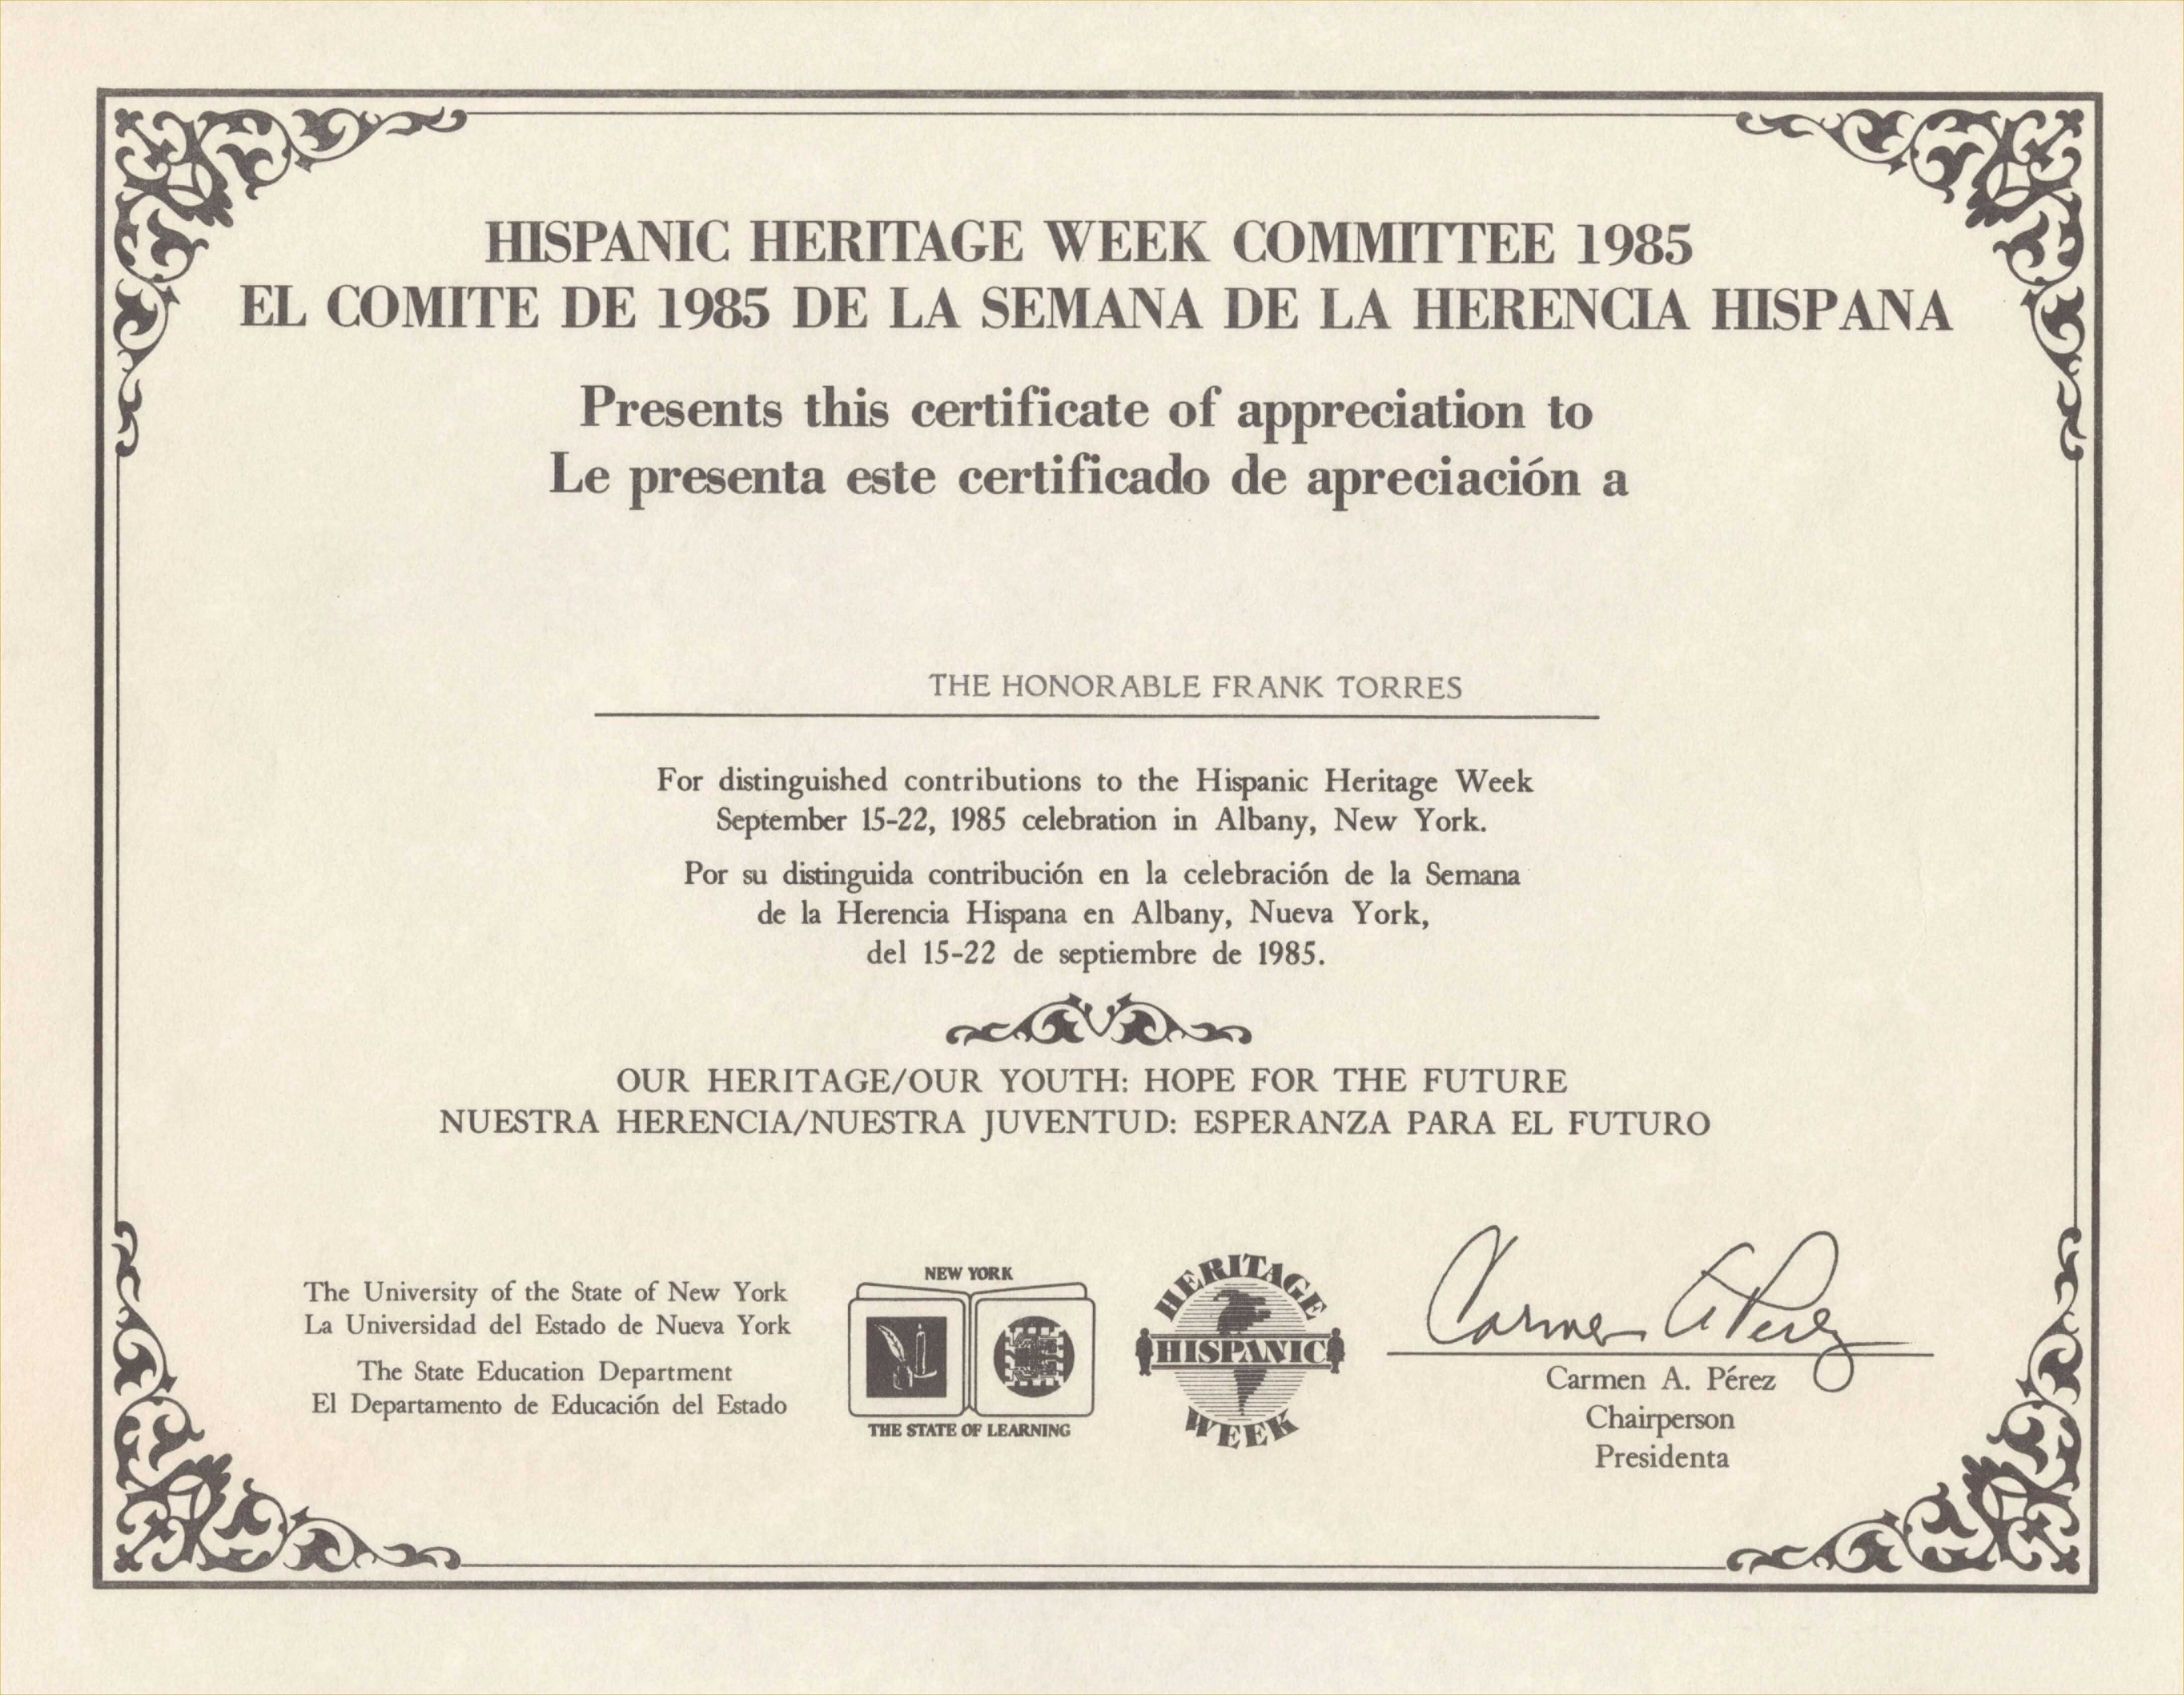 HISPANIC HERITAGE WEEK COMMITTEE 1985
EL COMITE DE 1985 DE LA SEMANA DE LA HERENCIA HISPANA
Presents this certificate of appreciation to
Le presenta este certificado de apreciación a
THE HONORABLE FRANK TORRES
For distinguished contributions to the Hispanic Heritage Week
September 15-22, 1985 celebration in Albany, New York.
Por su distinguida contribución en la celebración de la Semana
de la Herencia Hispana en Albany, Nueva York,
del 15-22 de septiembre de 1985.
OUR HERITAGE/OUR YOUTH: HOPE FOR THE FUTURE
NUESTRA HERENCIA/NUESTRA JUVENTUD: ESPERANZA PARA EL FUTURO
The University of the State of New York
La Universidad del Estado de Nueva York
The State Education Department
El Departamento de Educación del Estado
NEW YORK
THE STATE OF LEARNING
HERITAGE
HISPANIC
WEEK
Carmen A Pérez
Carmen A. Pérez
Chairperson
Presidenta